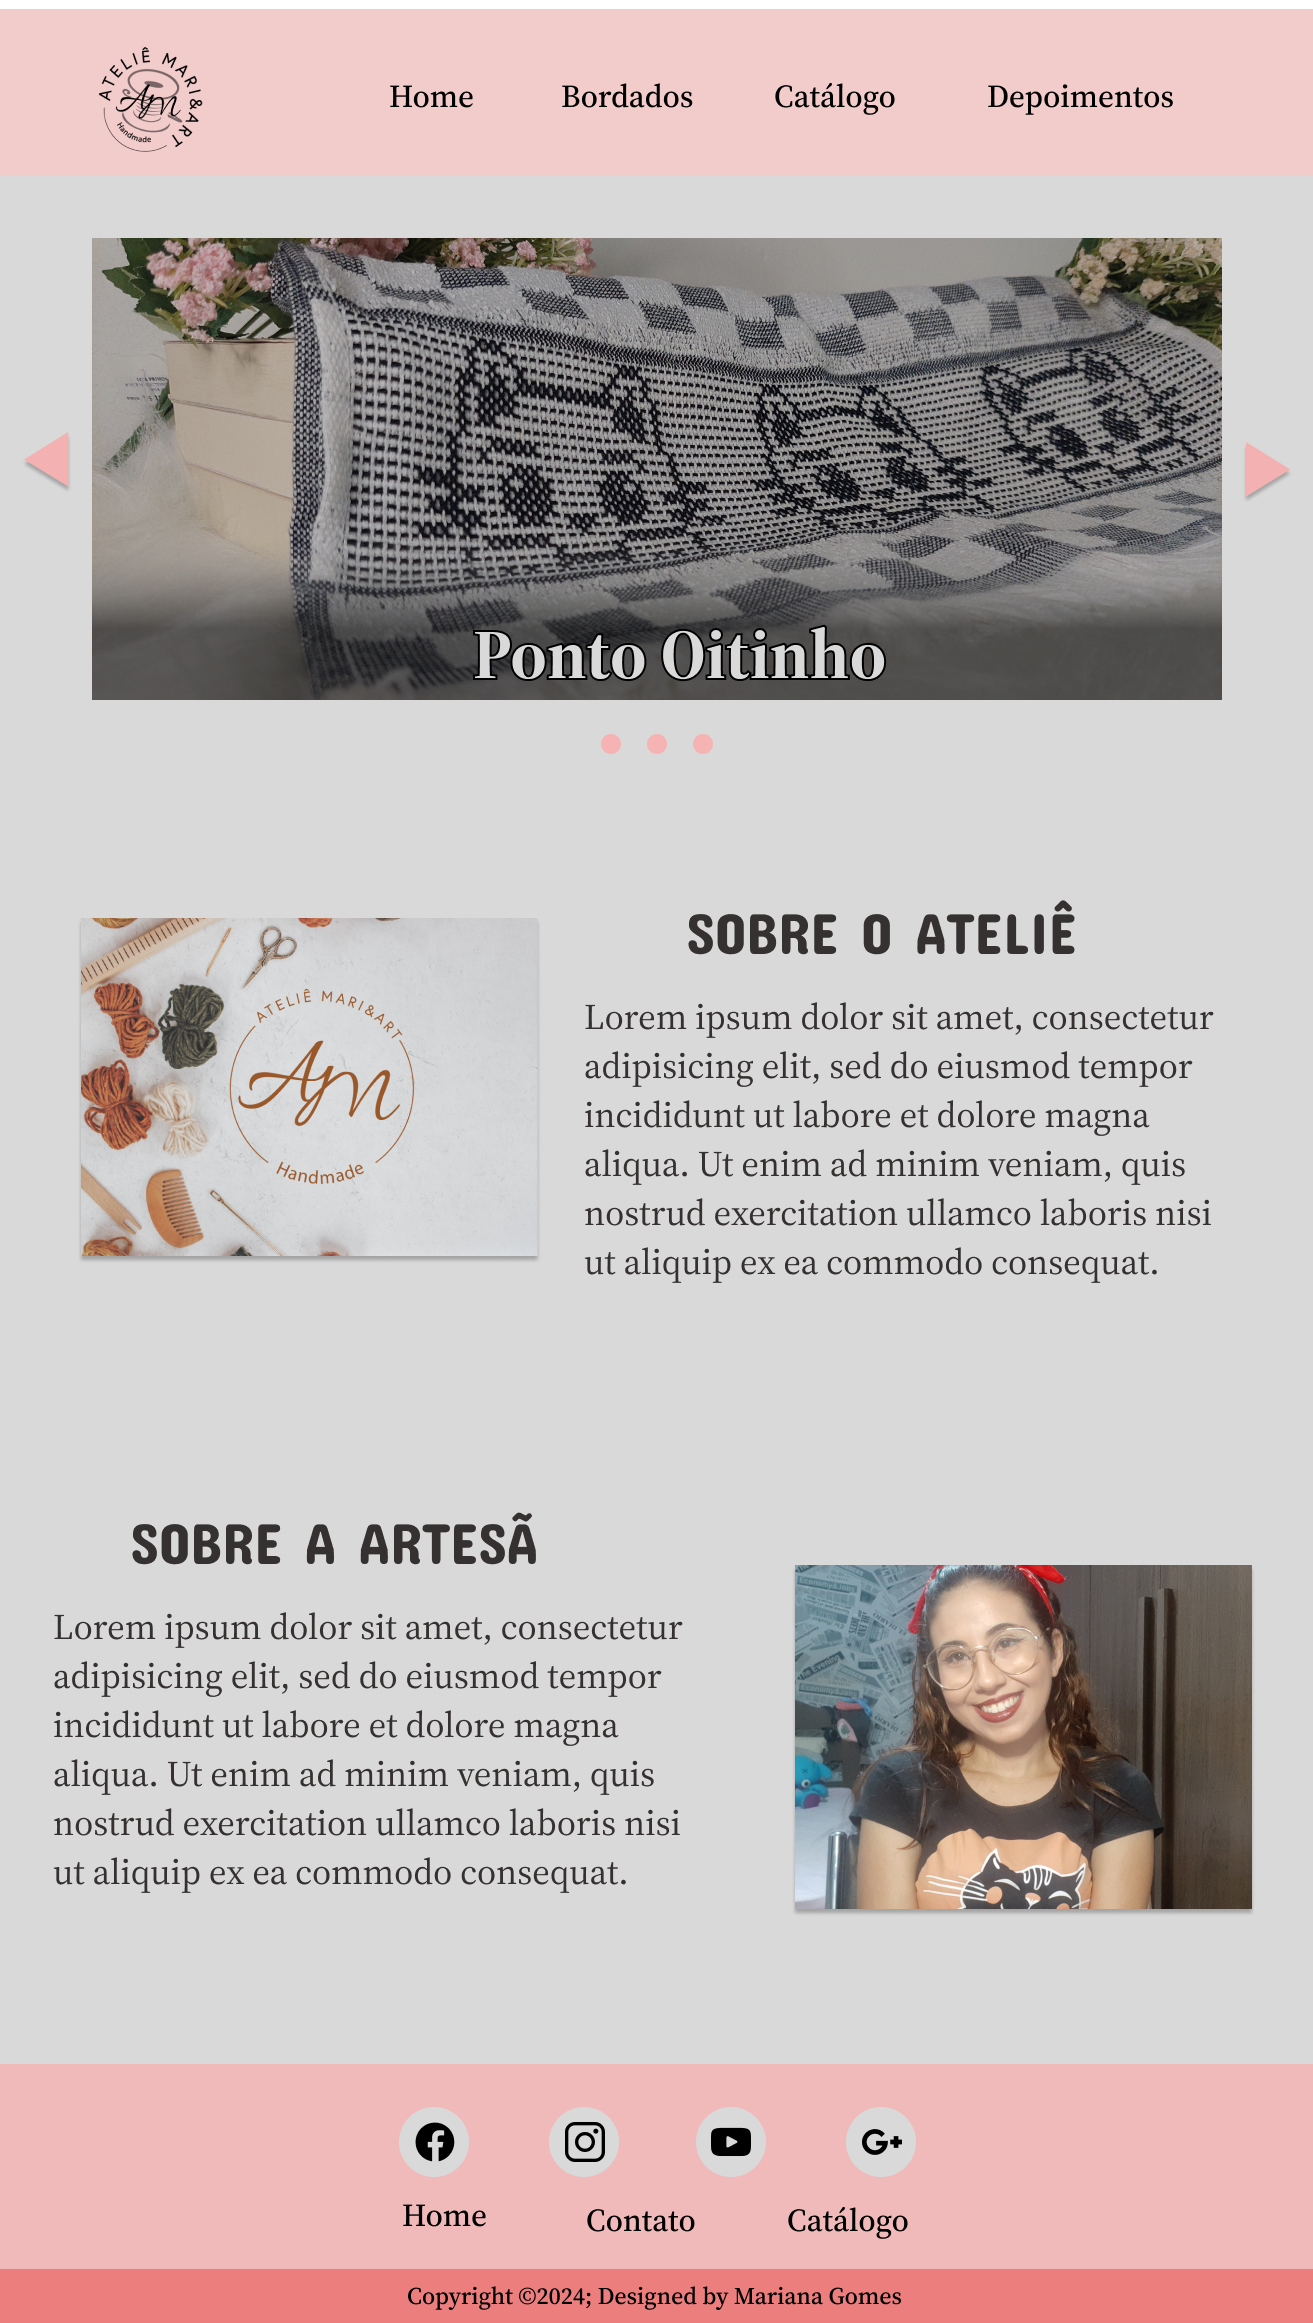 ATELIÊ MARI&ART
AM
Handmade
Home Bordados Catálogo Depoimentos
Ponto Oitinho
SOBRE O ATELIÊ
ATELIÊ MARI&ART
AM
Handmade
Lorem ipsum dolor sit amet, consectetur
adipisicing elit, sed do eiusmod tempor
incididunt ut labore et dolore magna
aliqua. Ut enim ad minim veniam, quis
nostrud exercitation ullamco laboris nisi
ut aliquip ex ea commodo consequat.
SOBRE A ARTESÃ
Lorem ipsum dolor sit amet, consectetur
adipisicing elit, sed do eiusmod tempor
incididunt ut labore et dolore magna
aliqua. Ut enim ad minim veniam, quis
nostrud exercitation ullamco laboris nisi
ut aliquip ex ea commodo consequat.
G+
Home Contato Catálogo
Copyright ©2024; Designed by Mariana Gomes